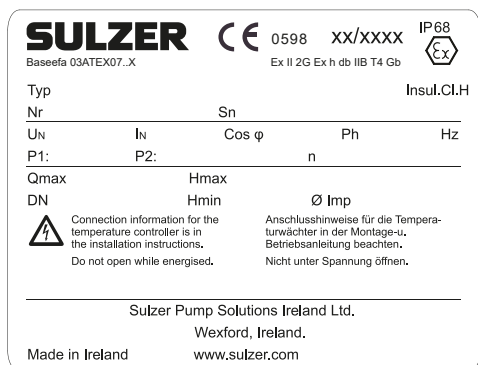 SULZER CE 0598 xx/xxxx IP68
Baseefa 03ATEX07..X Ex II 2G Ex h db IIB T4 Gb Ex
Typ Insul.Cl.H
Nr Sn
UN IN Cos φ Ph Hz
P1: P2: n
Qmax Hmax
DN Hmin Ø Imp
Connection information for the
temperature controller is in
the installation instructions.
Do not open while energised.
Anschlusshinweise für die Tempera-
turwächter in der Montage-u.
Betriebsanleitung beachten.
Nicht unter Spannung öffnen.
Sulzer Pump Solutions Ireland Ltd.
Wexford, Ireland.
Made in Ireland www.sulzer.com